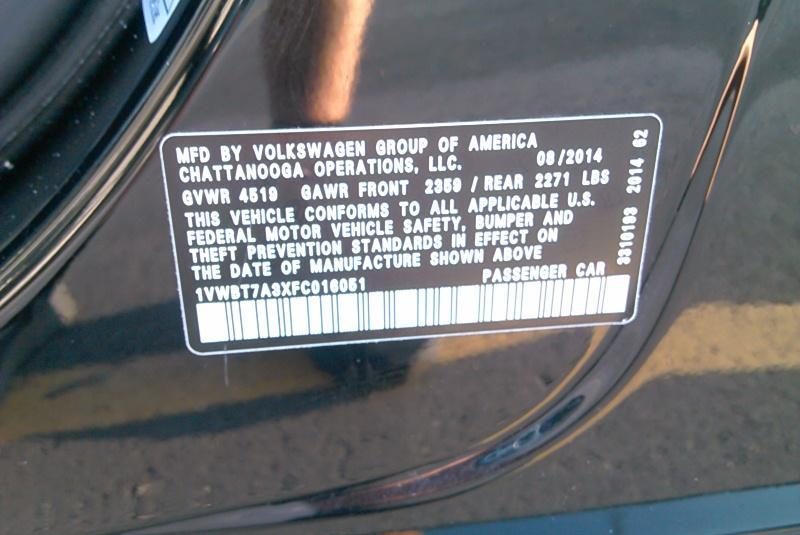 MFD BY VOLKSWAGEN GROUP OF AMERICA
CHATTANOOGA OPERATIONS, LLC. 08/2014
GVWR 4519 GAWR FRONT 2359 / REAR 2271 LBS
THIS VEHICLE CONFORMS TO ALL APPLICABLE U.S.
FEDERAL MOTOR VEHICLE SAFETY, BUMPER AND
THEFT PREVENTION STANDARDS IN EFFECT ON
THE DATE OF MANUFACTURE SHOWN ABOVE
1VWBT7A3XFC016051 PASSENGER CAR
3310193 2014 62